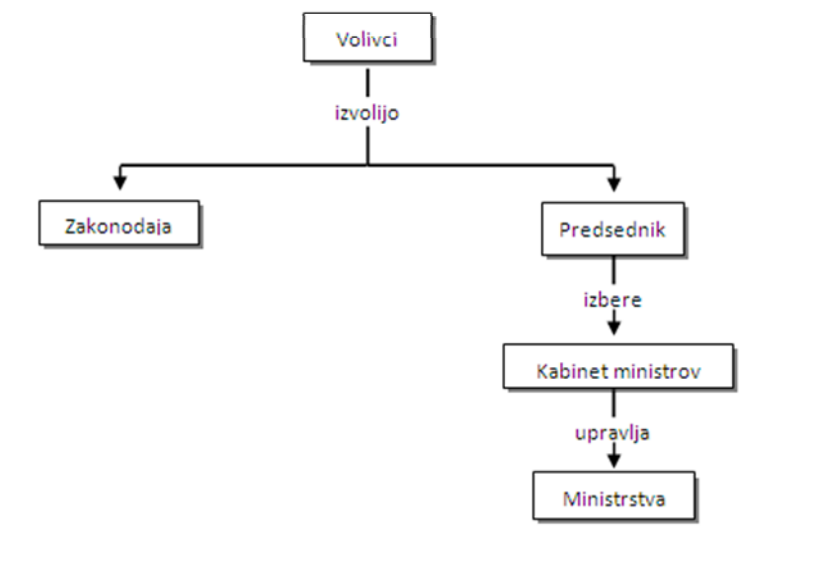 Volivci
izvolijo
Zakonodaja
Predsednik
izbere
Kabinet ministrov
upravlja
Ministrstva